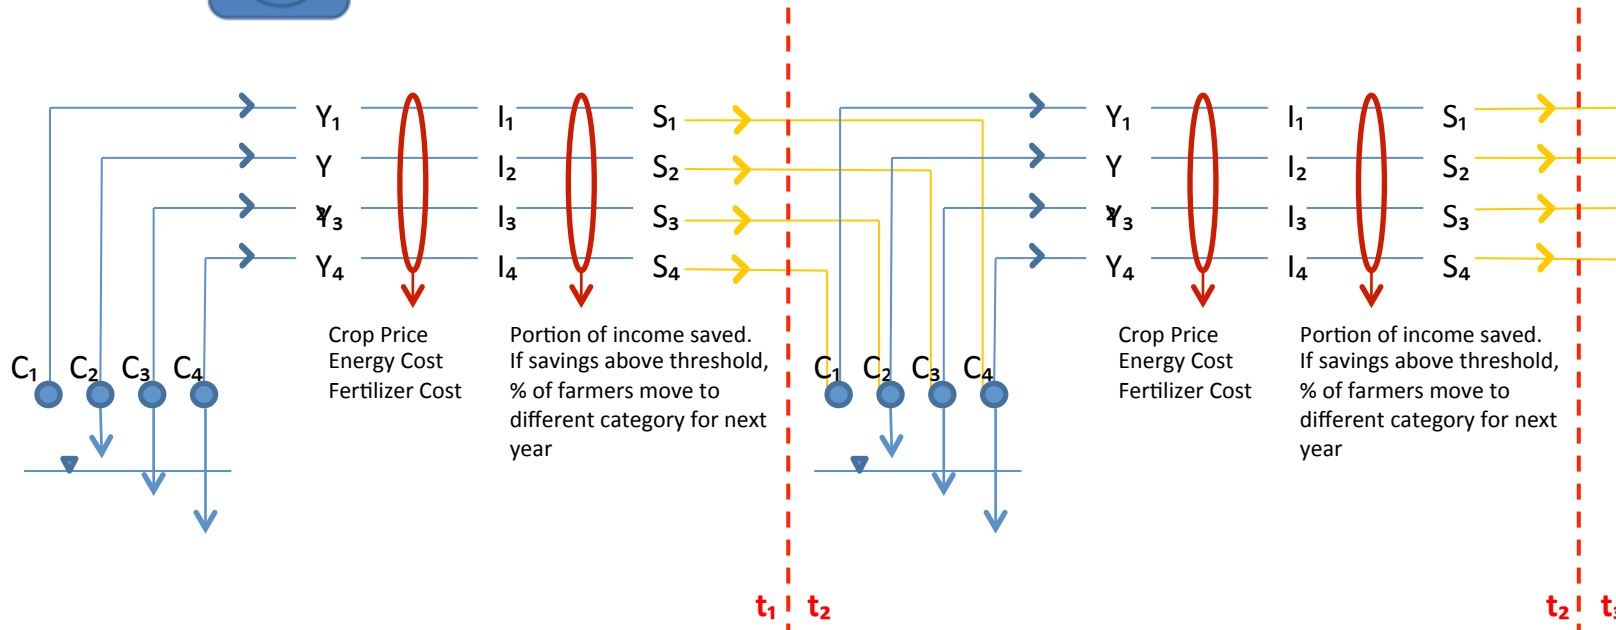 Y₁ I₁ S₁ Y₁ I₁ S₁
Y I₂ S₂ Y I₂ S₂
₂Y₃ I₃ S₃ ₂Y₃ I₃ S₃
Y₄ I₄ S₄ Y₄ I₄ S₄
C₁ C₂ C₃ C₄
Crop Price
Energy Cost
Fertilizer Cost
Portion of income saved.
If savings above threshold,
% of farmers move to
different category for next
year
C₁ C₂ C₃ C₄
Crop Price
Energy Cost
Fertilizer Cost
Portion of income saved.
If savings above threshold,
% of farmers move to
different category for next
year
t₁ t₂ t₂ t₃